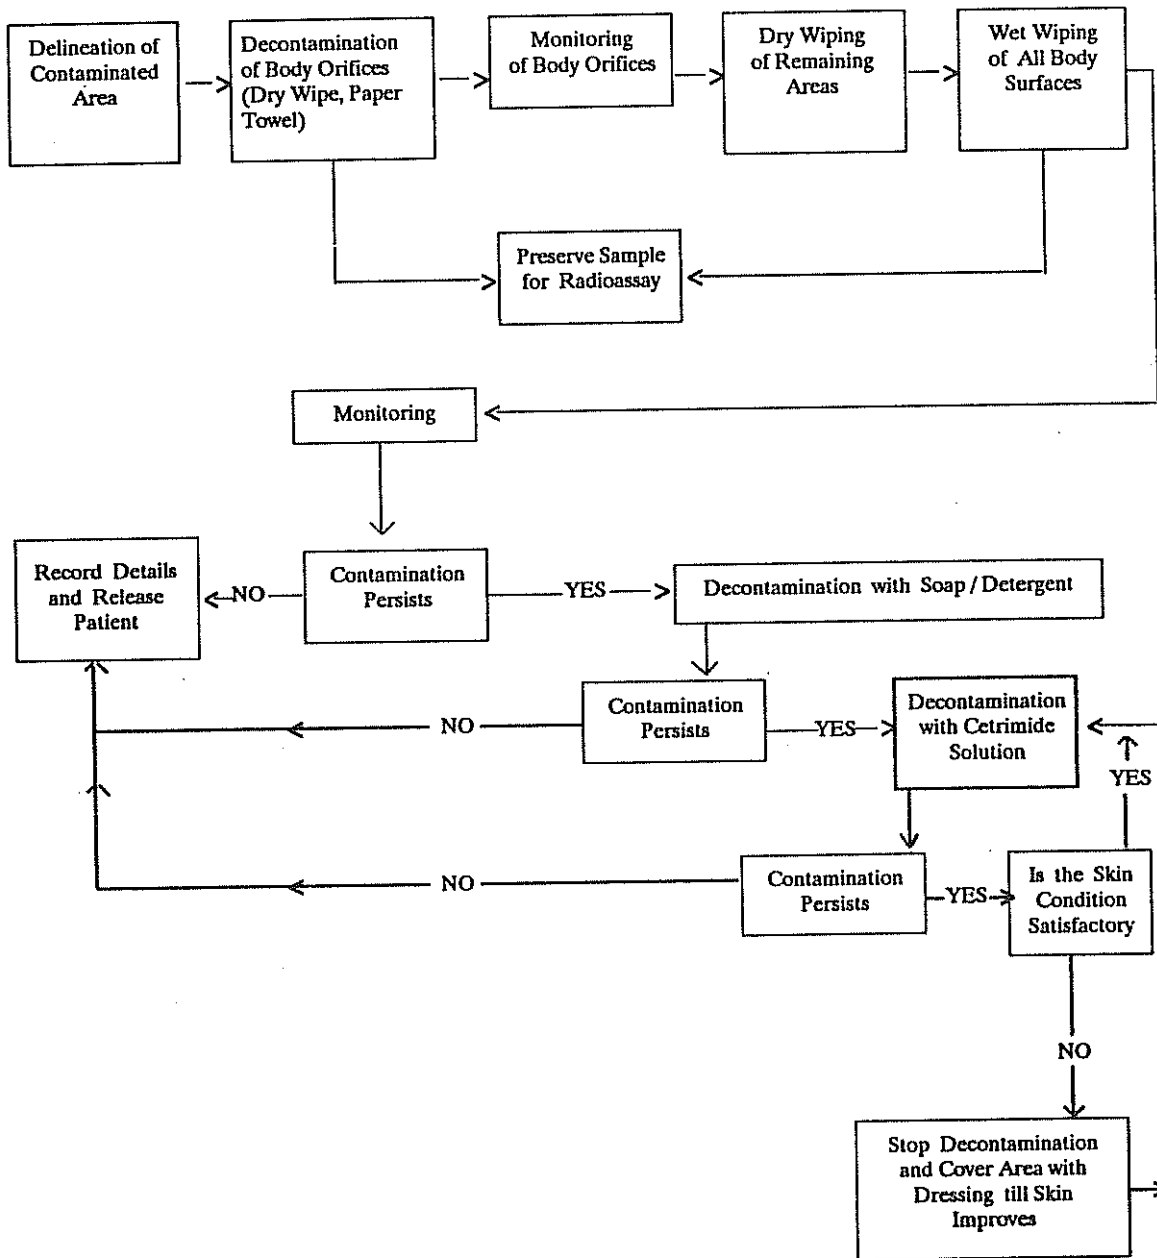 Delineation of
Contaminated
Area
Decontamination
of Body Orifices
(Dry Wipe, Paper
Towel)
Monitoring
of Body Orifices
Dry Wiping
of Remaining
Areas
Wet Wiping
of All Body
Surfaces
Preserve Sample
for Radioassay
Monitoring
Record Details
and Release
Patient
NO
Contamination
Persists
YES
Decontamination with Soap / Detergent
NO
Contamination
Persists
YES
Decontamination
with Cetrimide
Solution
YES
NO
Contamination
Persists
YES
Is the Skin
Condition
Satisfactory
NO
Stop Decontamination
and Cover Area with
Dressing till Skin
Improves